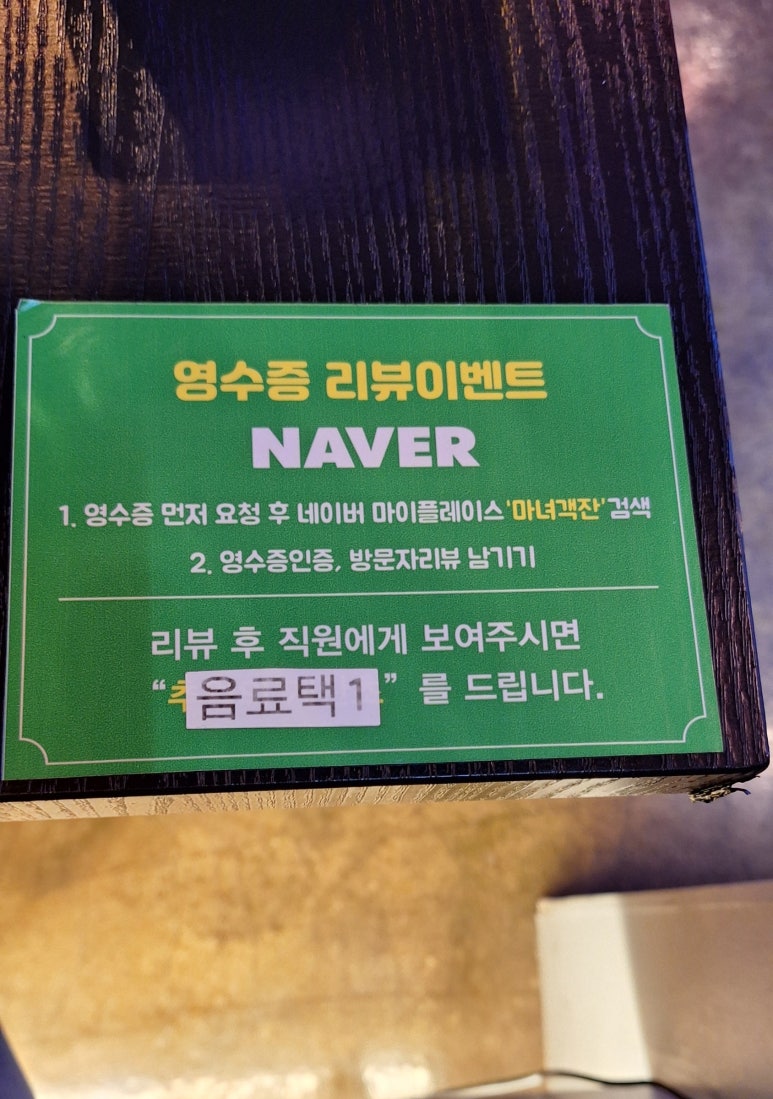 영수증 리뷰이벤트
NAVER
1. 영수증 먼저 요청 후 네이버 마이플레이스 '마녀객잔' 검색
2. 영수증인증, 방문자리뷰 남기기
리뷰 후 직원에게 보여주시면
“음료택1” 를 드립니다.